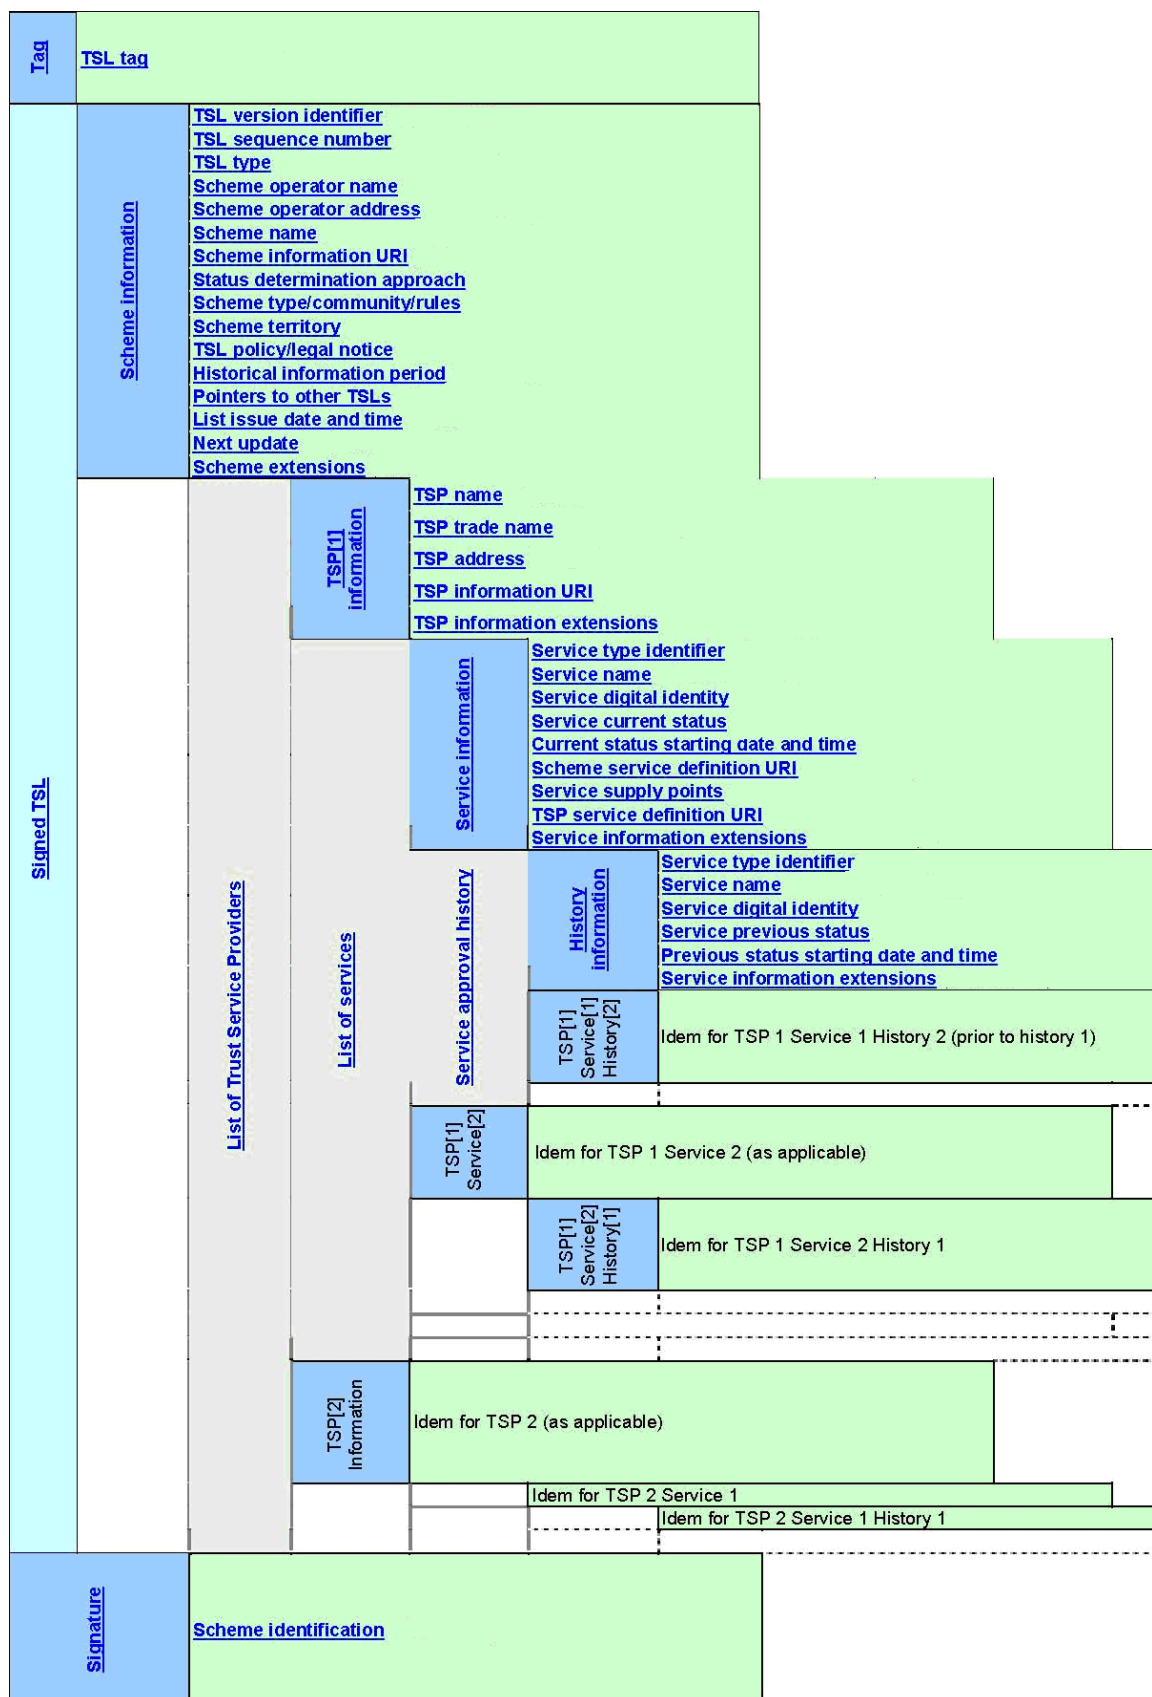 Tag
TSL tag
Signed TSL
Scheme information
TSL version identifier
TSL sequence number
TSL type
Scheme operator name
Scheme operator address
Scheme name
Scheme information URI
Status determination approach
Scheme type/community/rules
Scheme territory
TSL policy/legal notice
Historical information period
Pointers to other TSLs
List issue date and time
Next update
Scheme extensions
List of Trust Service Providers
TSP[1]
information
TSP name
TSP trade name
TSP address
TSP information URI
TSP information extensions
List of services
Service information
Service type identifier
Service name
Service digital identity
Service current status
Current status starting date and time
Scheme service definition URI
Service supply points
TSP service definition URI
Service information extensions
Service approval history
History
information
Service type identifier
Service name
Service digital identity
Service previous status
Previous status starting date and time
Service information extensions
TSP[1]
Service[1]
History[2]
Idem for TSP 1 Service 1 History 2 (prior to history 1)
TSP[1]
Service[2]
Idem for TSP 1 Service 2 (as applicable)
TSP[1]
Service[2]
History[1]
Idem for TSP 1 Service 2 History 1
TSP[2]
Information
Idem for TSP 2 (as applicable)
Idem for TSP 2 Service 1
Idem for TSP 2 Service 1 History 1
Signature
Scheme identification